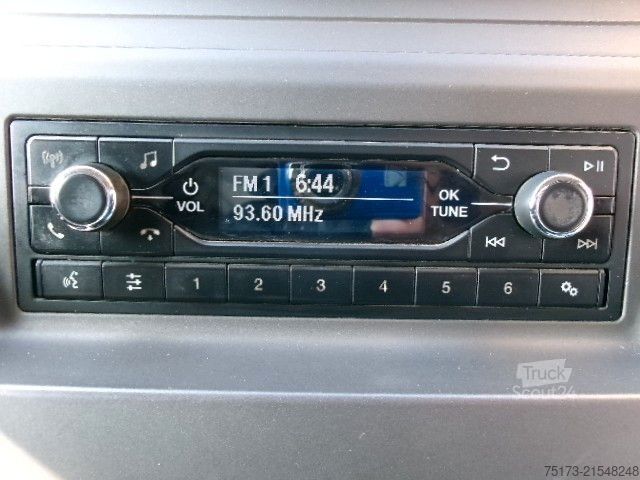 FM 1 6:44
93.60 MHz
VOL
OK
TUNE
1 2 3 4 5 6
Truck
Scout24
75173-21548248